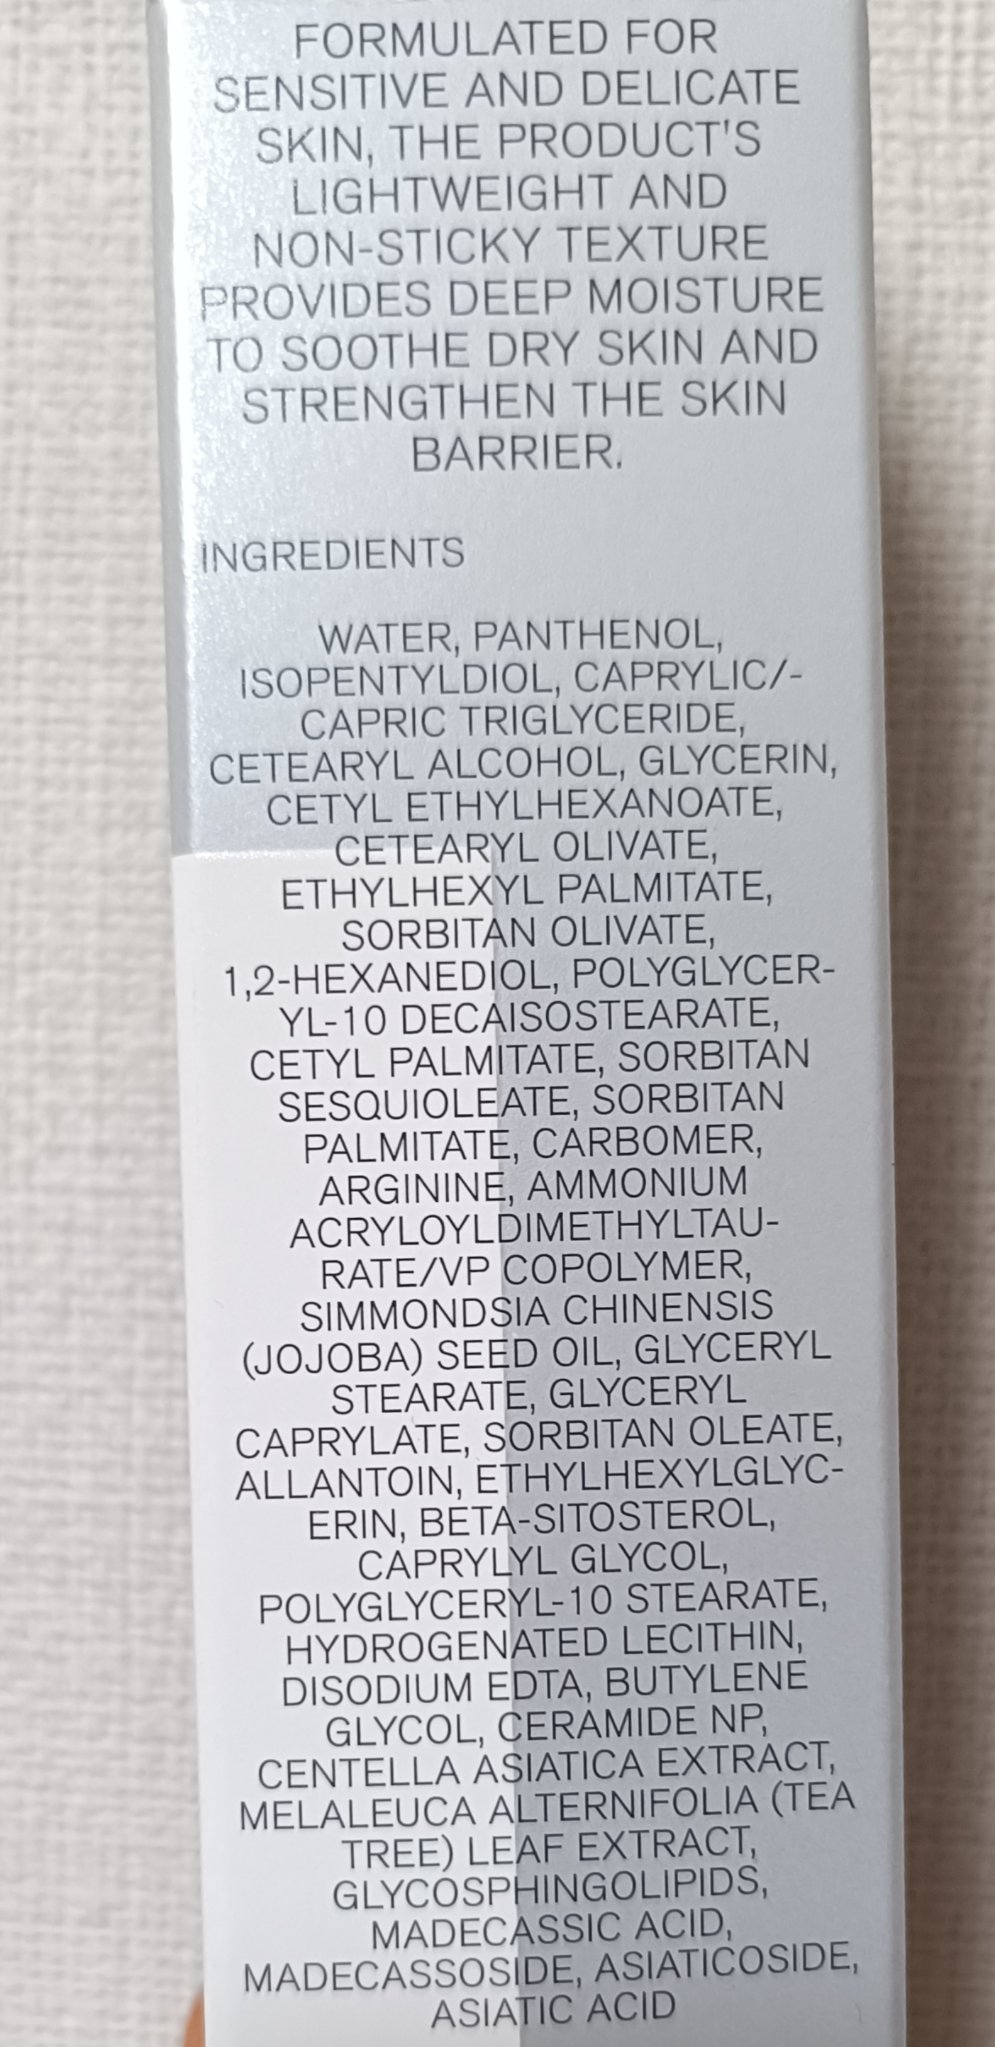 FORMULATED FOR
SENSITIVE AND DELICATE
SKIN, THE PRODUCT'S
LIGHTWEIGHT AND
NON-STICKY TEXTURE
PROVIDES DEEP MOISTURE
TO SOOTHE DRY SKIN AND
STRENGTHEN THE SKIN
BARRIER.
INGREDIENTS
WATER, PANTHENOL,
ISOPENTYLDIOL, CAPRYLIC/-
CAPRIC TRIGLYCERIDE,
CETEARYL ALCOHOL, GLYCERIN,
CETYL ETHYLHEXANOATE,
CETEARYL OLIVATE,
ETHYLHEXYL PALMITATE,
SORBITAN OLIVATE,
1,2-HEXANEDIOL, POLYGLYCER-
YL-10 DECAISOSTEARATE,
CETYL PALMITATE, SORBITAN
SESQUIOLEATE, SORBITAN
PALMITATE, CARBOMER,
ARGININE, AMMONIUM
ACRYLOYLDIMETHYLTAU-
RATE/VP COPOLYMER,
SIMMONDSIA CHINENSIS
(JOJOBA) SEED OIL, GLYCERYL
STEARATE, GLYCERYL
CAPRYLATE, SORBITAN OLEATE,
ALLANTOIN, ETHYLHEXYLGLYC-
ERIN, BETA-SITOSTEROL,
CAPRYLYL GLYCOL,
POLYGLYCERYL-10 STEARATE,
HYDROGENATED LECITHIN,
DISODIUM EDTA, BUTYLENE
GLYCOL, CERAMIDE NP,
CENTELLA ASIATICA EXTRACT,
MELALEUCA ALTERNIFOLIA (TEA
TREE) LEAF EXTRACT,
GLYCOSPHINGOLIPIDS,
MADECASSIC ACID,
MADECASSOSIDE, ASIATICOSIDE,
ASIATIC ACID